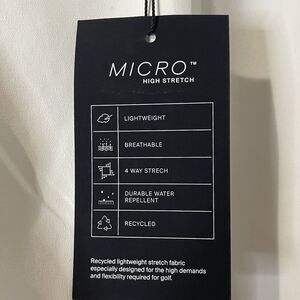 MICRO™
HIGH STRETCH
LIGHTWEIGHT
BREATHABLE
4 WAY STRECH
DURABLE WATER
REPELLENT
RECYCLED
Recycled lightweight stretch fabric
especially designed for the high demands
and flexibility required for golf.